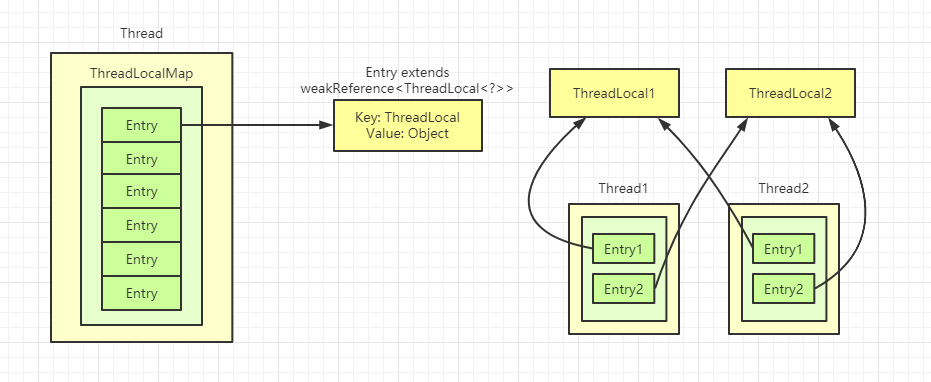 Thread
ThreadLocalMap
Entry
Entry
Entry
Entry
Entry
Entry
Entry extends
weakReference<ThreadLocal<?>>
Key: ThreadLocal
Value: Object
ThreadLocal1
ThreadLocal2
Thread1
Entry1
Entry2
Thread2
Entry1
Entry2